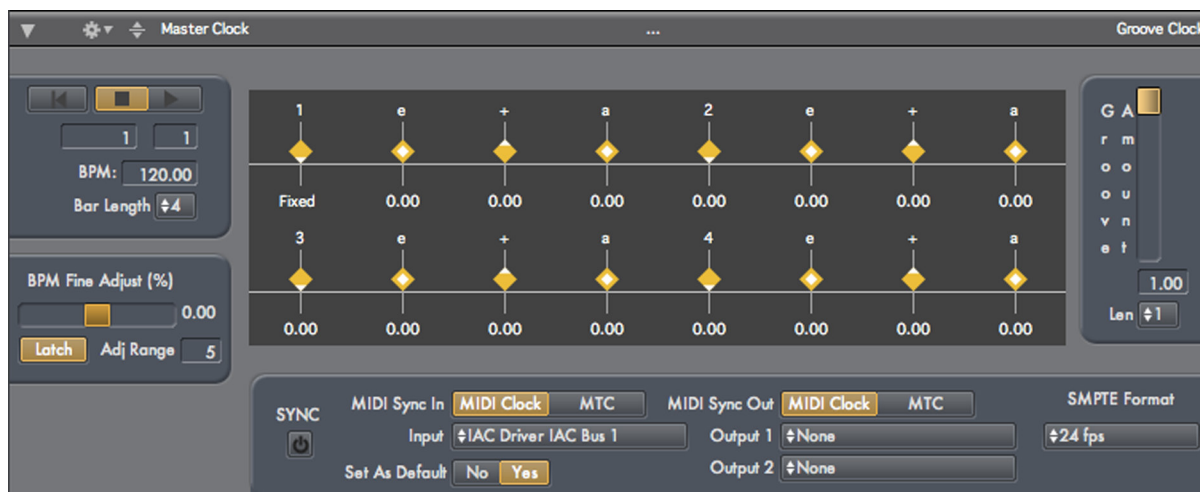 Master Clock ... Groove Clock
1 1
BPM: 120.00
Bar Length 4
BPM Fine Adjust (%)
0.00
Latch Adj Range 5
1 e + a 2 e + a
Fixed 0.00 0.00 0.00 0.00 0.00 0.00 0.00
3 e + a 4 e + a
0.00 0.00 0.00 0.00 0.00 0.00 0.00 0.00
Groove Amount
1.00
Len 1
SYNC
MIDI Sync In MIDI Clock MTC MIDI Sync Out MIDI Clock MTC SMPTE Format
Input IAC Driver IAC Bus 1 Output 1 None 24 fps
Set As Default No Yes Output 2 None